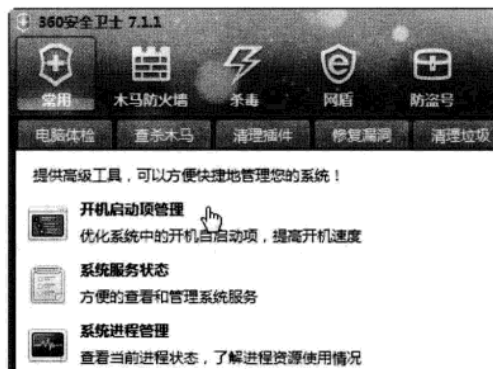 360安全卫士 7.1.1
常用 木马防火墙 杀毒 网盾 防盗号
电脑体检 查杀木马 清理插件 修复漏洞 清理垃圾
提供高级工具，可以方便快捷地管理您的系统！
开机启动项管理
优化系统中的开机自启动项，提高开机速度
系统服务状态
方便的查看和管理系统服务
系统进程管理
查看当前进程状态，了解进程资源使用情况